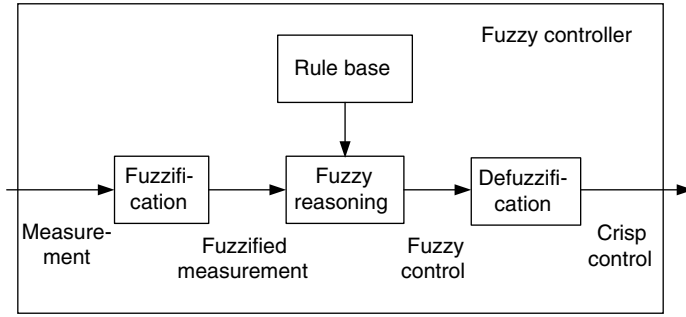 Fuzzy controller
Rule base
Fuzzifi-
cation
Fuzzy
reasoning
Defuzzifi-
cation
Measure-
ment
Fuzzified
measurement
Fuzzy
control
Crisp
control